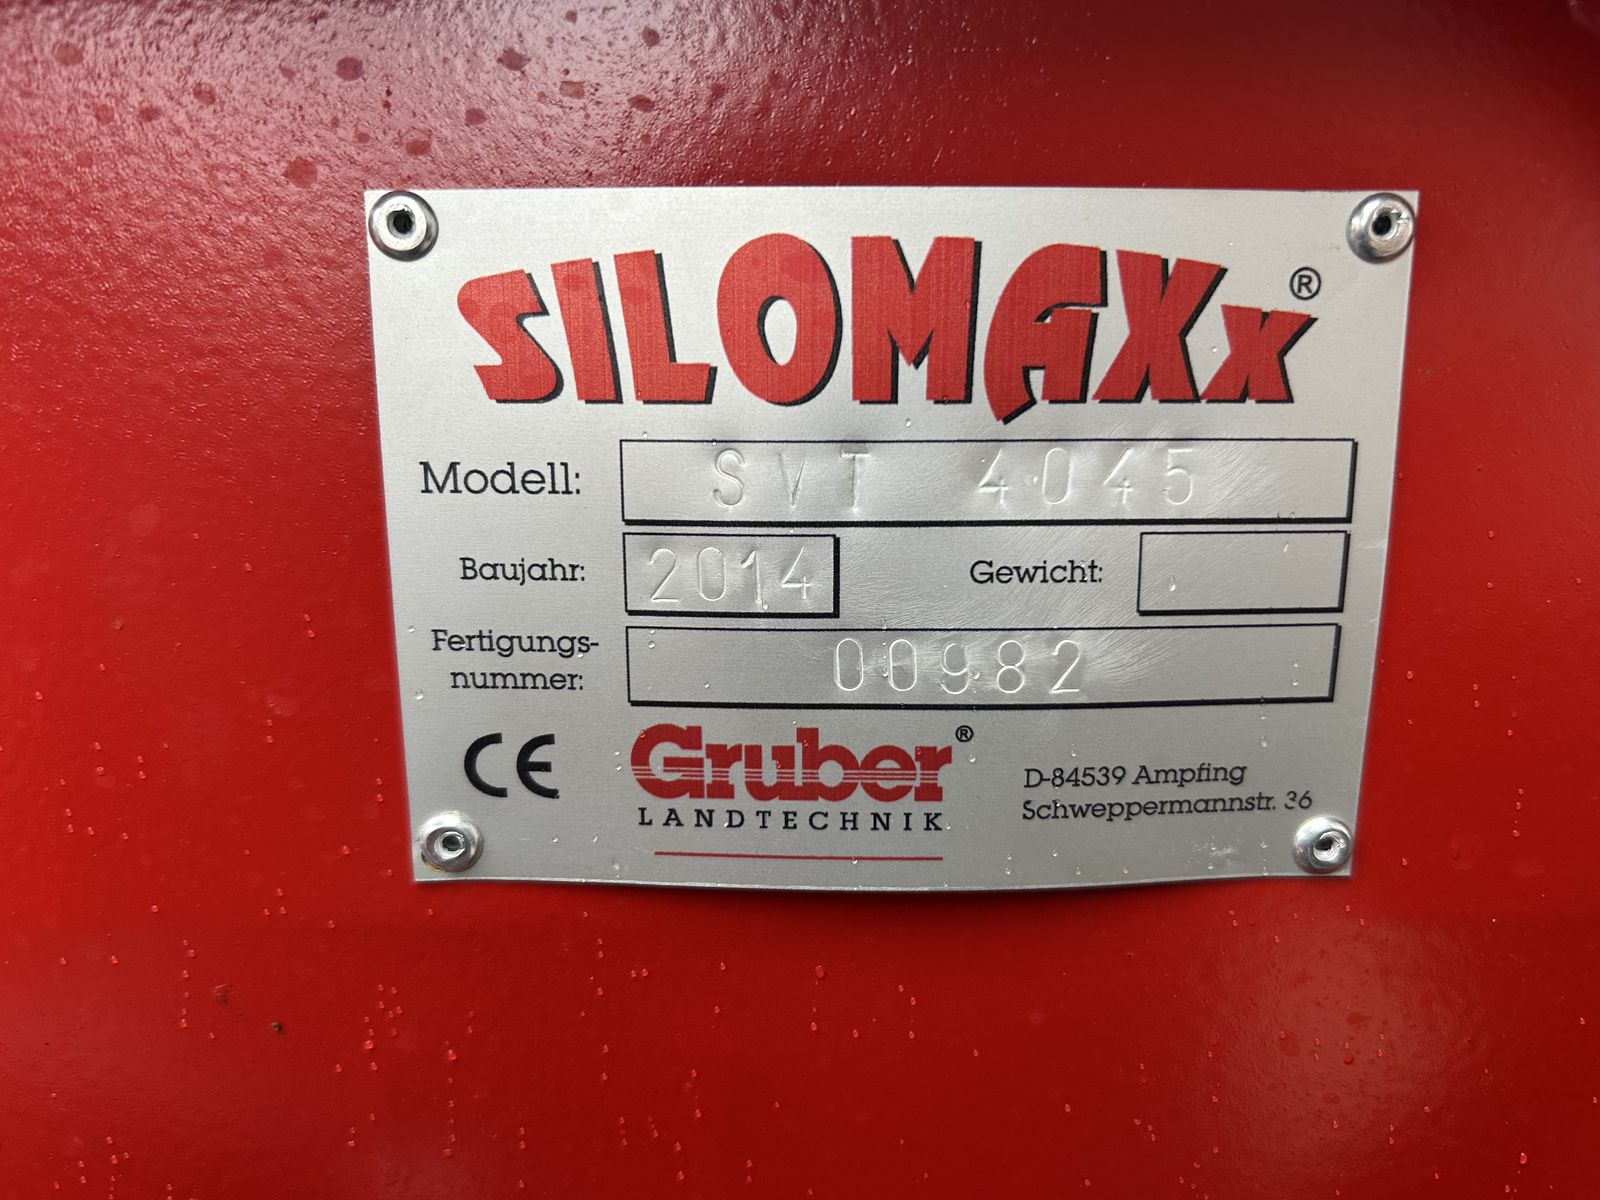 SILOMAXx®
Modell: SVT 4045
Baujahr: 2014 Gewicht:
Fertigungs-
nummer: 00982
CE Gruber® LANDTECHNIK
D-84539 Ampfing
Schweppermannstr. 36